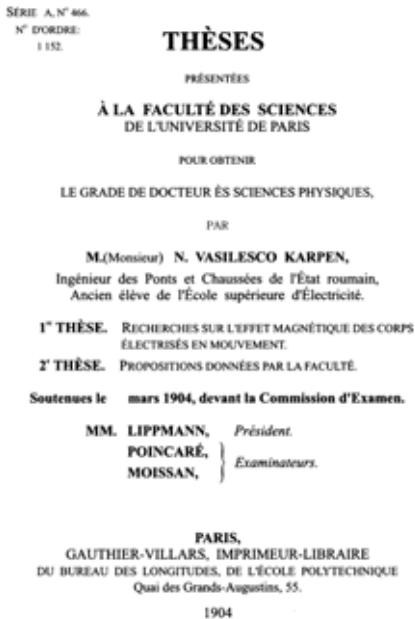 SÉRIE A, N° 466.
N° D'ORDRE:
1 152.
THÈSES
PRÉSENTÉES
À LA FACULTÉ DES SCIENCES
DE L'UNIVERSITÉ DE PARIS
POUR OBTENIR
LE GRADE DE DOCTEUR ÈS SCIENCES PHYSIQUES,
PAR
M.(Monsieur) N. VASILESCO KARPEN,
Ingénieur des Ponts et Chaussées de l'État roumain,
Ancien élève de l'École supérieure d'Électricité.
1re THÈSE. RECHERCHES SUR L'EFFET MAGNÉTIQUE DES CORPS
ÉLECTRISÉS EN MOUVEMENT.
2e THÈSE. PROPOSITIONS DONNÉES PAR LA FACULTÉ.
Soutenues le mars 1904, devant la Commission d'Examen.
MM. LIPPMANN, Président.
POINCARÉ,
MOISSAN, } Examinateurs.
PARIS,
GAUTHIER-VILLARS, IMPRIMEUR-LIBRAIRE
DU BUREAU DES LONGITUDES, DE L'ÉCOLE POLYTECHNIQUE
Quai des Grands-Augustins, 55.
1904